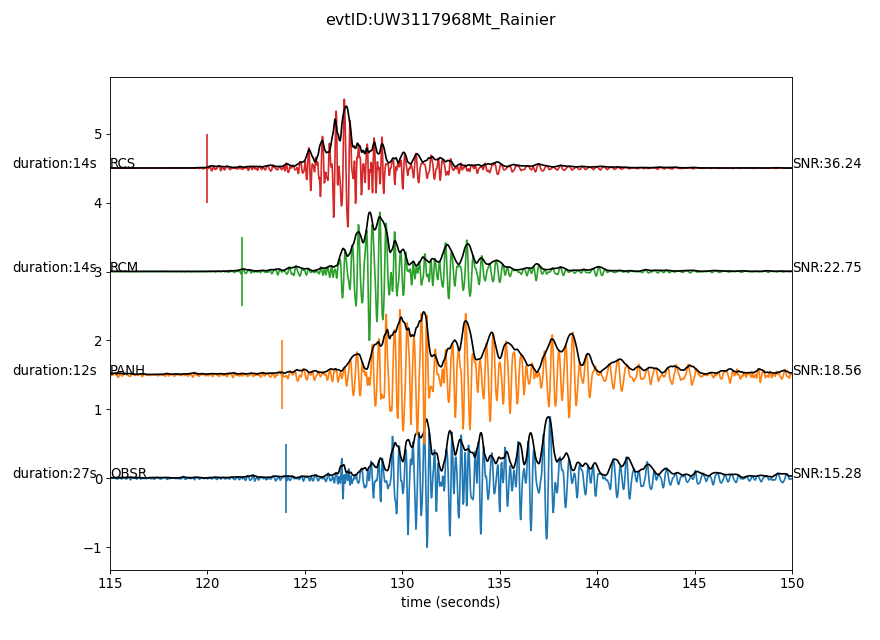 evtID:UW3117968Mt_Rainier
5
duration:14s RCS SNR:36.24
4
duration:14s 3 RCM SNR:22.75
2
duration:12s PANH SNR:18.56
1
duration:27s 0 OBSR SNR:15.28
−1
115 120 125 130 135 140 145 150
time (seconds)